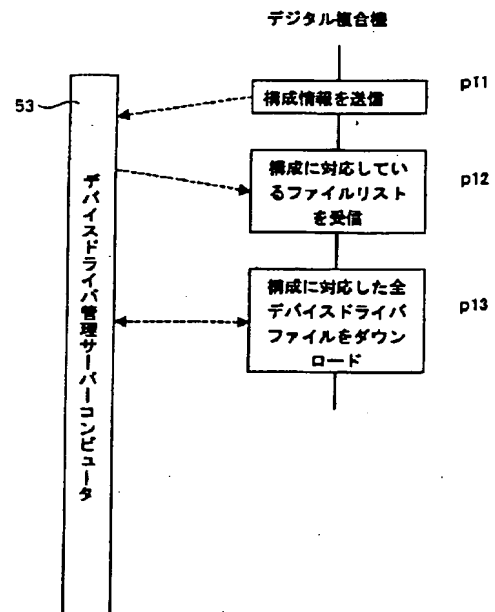 デジタル複合機
53
構成情報を送信
p11
構成に対応してい
るファイルリスト
を受信
p12
構成に対応した全
デバイスドライバ
ファイルをダウン
ロード
p13
デバイスドライバ管理サーバーコンピュータ